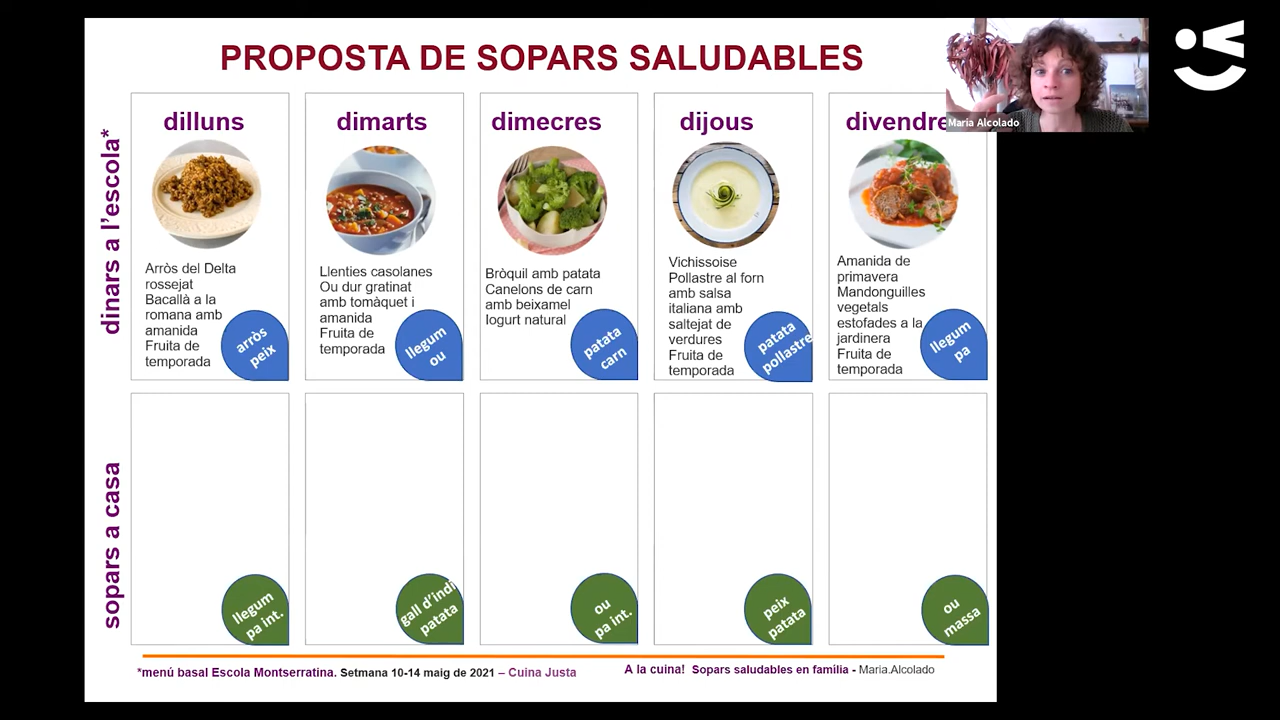 PROPOSTA DE SOPARS SALUDABLES
Maria Alcolado
dinars a l'escola*
dilluns
Arròs del Delta
rossejat
Bacallà a la
romana amb
amanida
Fruita de
temporada
arròs
peix
dimarts
Llenties casolanes
Ou dur gratinat
amb tomàquet i
amanida
Fruita de
temporada
llegum
ou
dimecres
Bròquil amb patata
Canelons de carn
amb beixamel
Iogurt natural
patata
carn
dijous
Vichissoise
Pollastre al forn
amb salsa
italiana amb
saltejat de
verdures
Fruita de
temporada
patata
pollastre
divendre
Amanida de
primavera
Mandonguilles
vegetals
estofades a la
jardinera
Fruita de
temporada
llegum
pa
sopars a casa
llegum
pa int.
gall d'indi
patata
ou
pa int.
peix
patata
ou
massa
*menú basal Escola Montserratina. Setmana 10-14 maig de 2021 – Cuina Justa
A la cuina! Sopars saludables en família - Maria.Alcolado